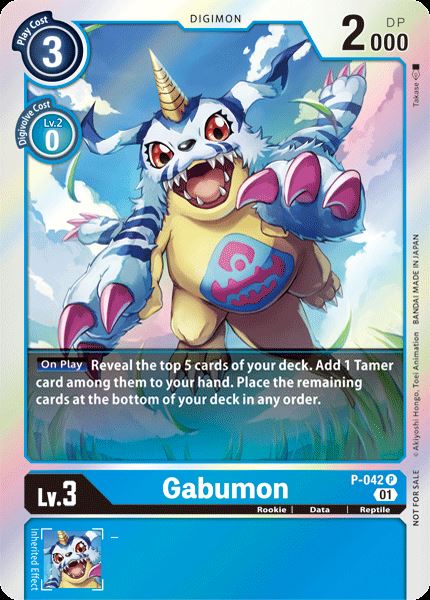 Play Cost
3
DIGIMON
DP
2000
Digivolve Cost
Lv.2
0
Takase
On Play Reveal the top 5 cards of your deck. Add 1 Tamer
card among them to your hand. Place the remaining
cards at the bottom of your deck in any order.
©Akiyoshi Hongo, Toei Animation BANDAI MADE IN JAPAN
NOT FOR SALE
Lv.3
Gabumon
P-042 P
01
Rookie | Data | Reptile
Inherited Effect
–